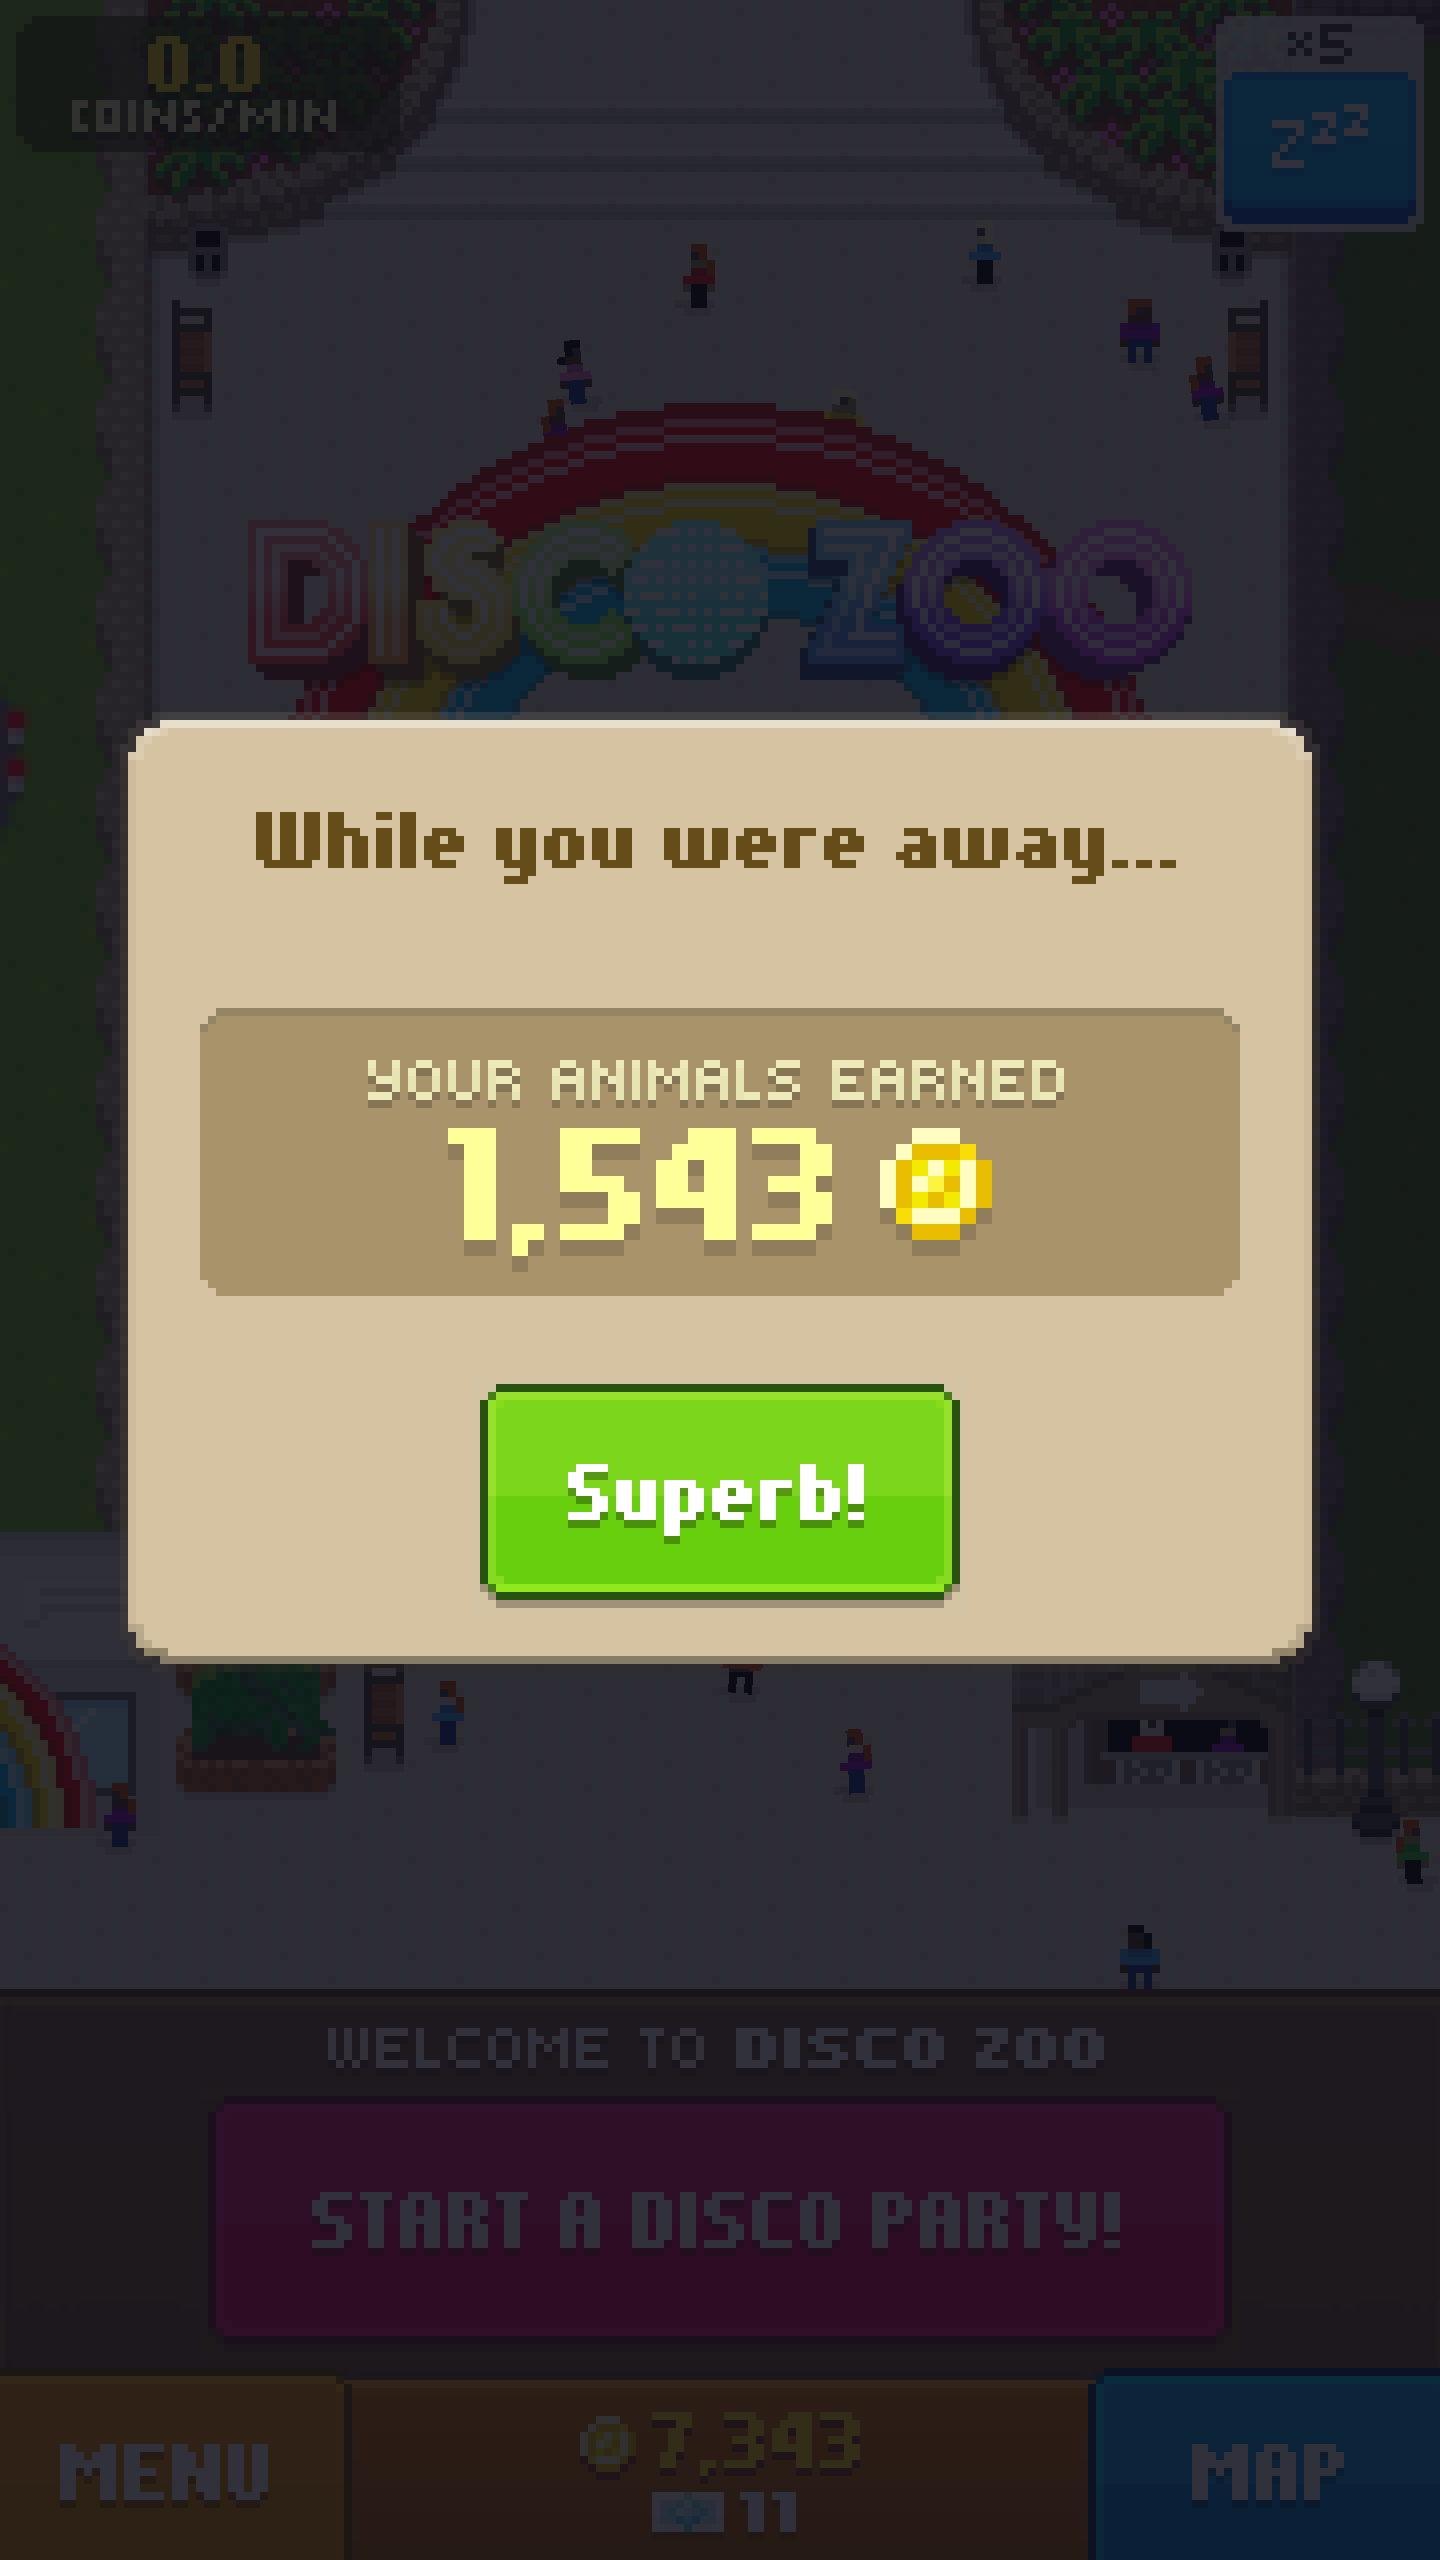 0.0
COINS/MIN
x5
zzz
DISCO ZOO
While you were away...
YOUR ANIMALS EARNED
1,543
Superb!
WELCOME TO DISCO ZOO
START A DISCO PARTY!
MENU
7,343
11
MAP